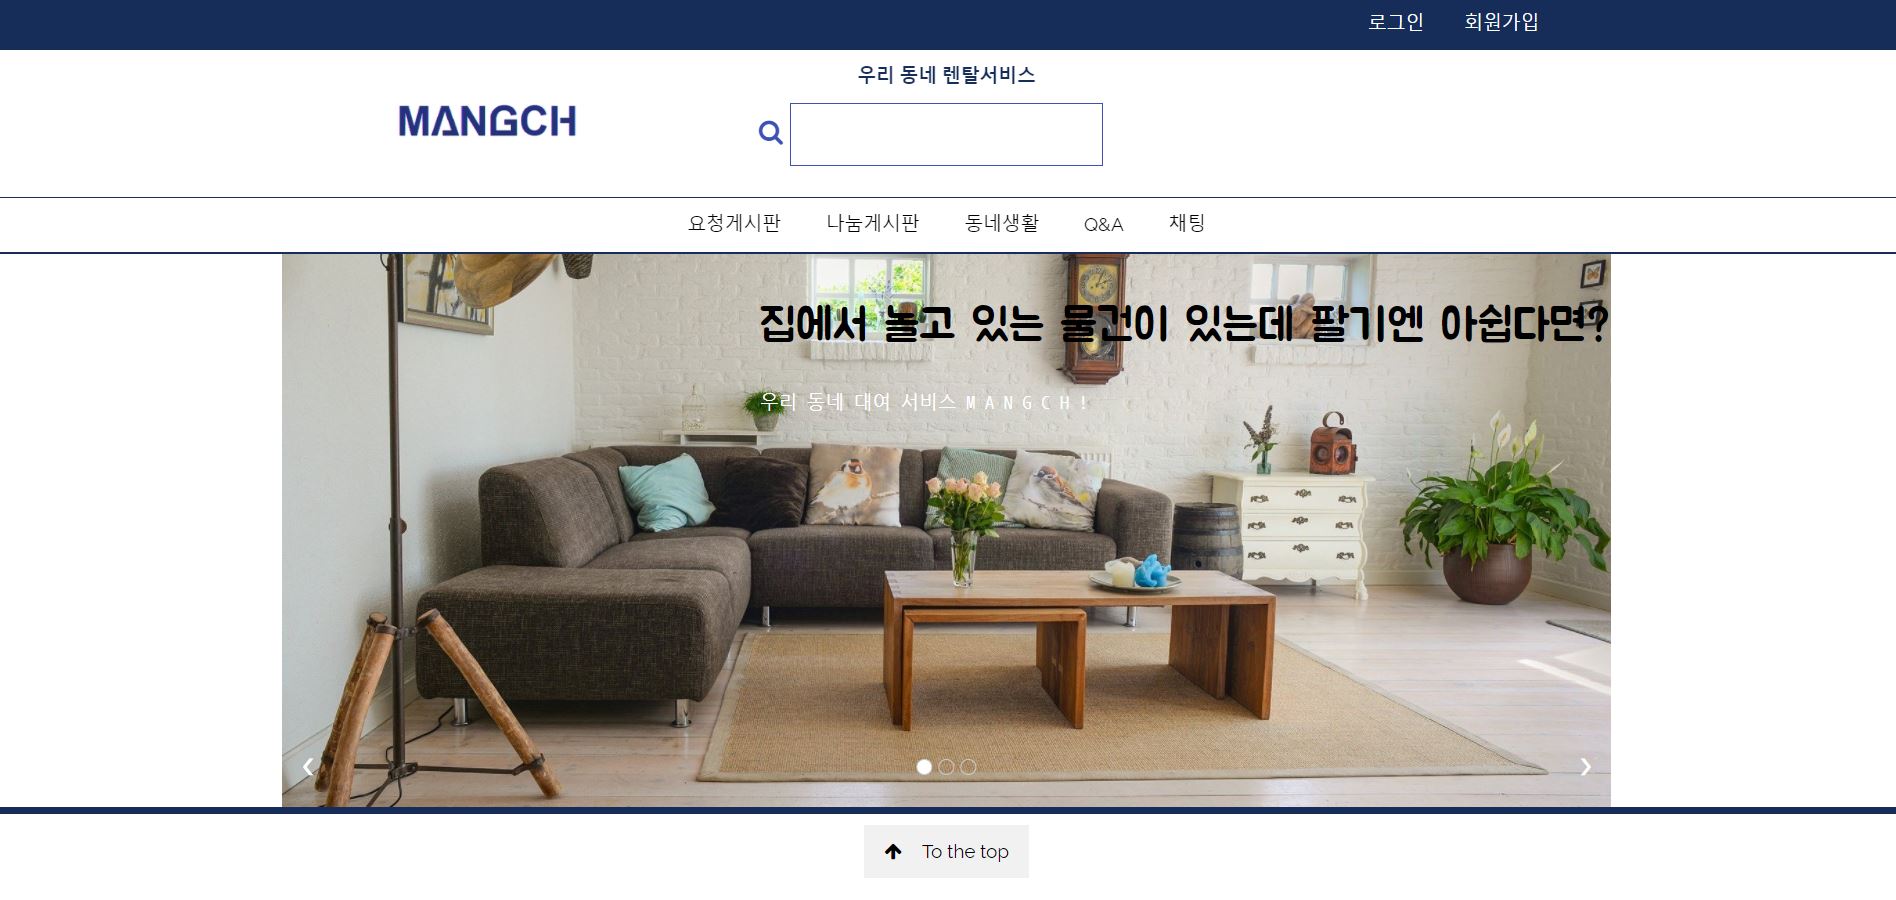 로그인 회원가입
우리 동네 렌탈서비스
MANGCH
요청게시판 나눔게시판 동네생활 Q&A 채팅
집에서 놀고 있는 물건이 있는데 팔기엔 아쉽다면?
우리 동네 대여 서비스 MANGCH!
To the top